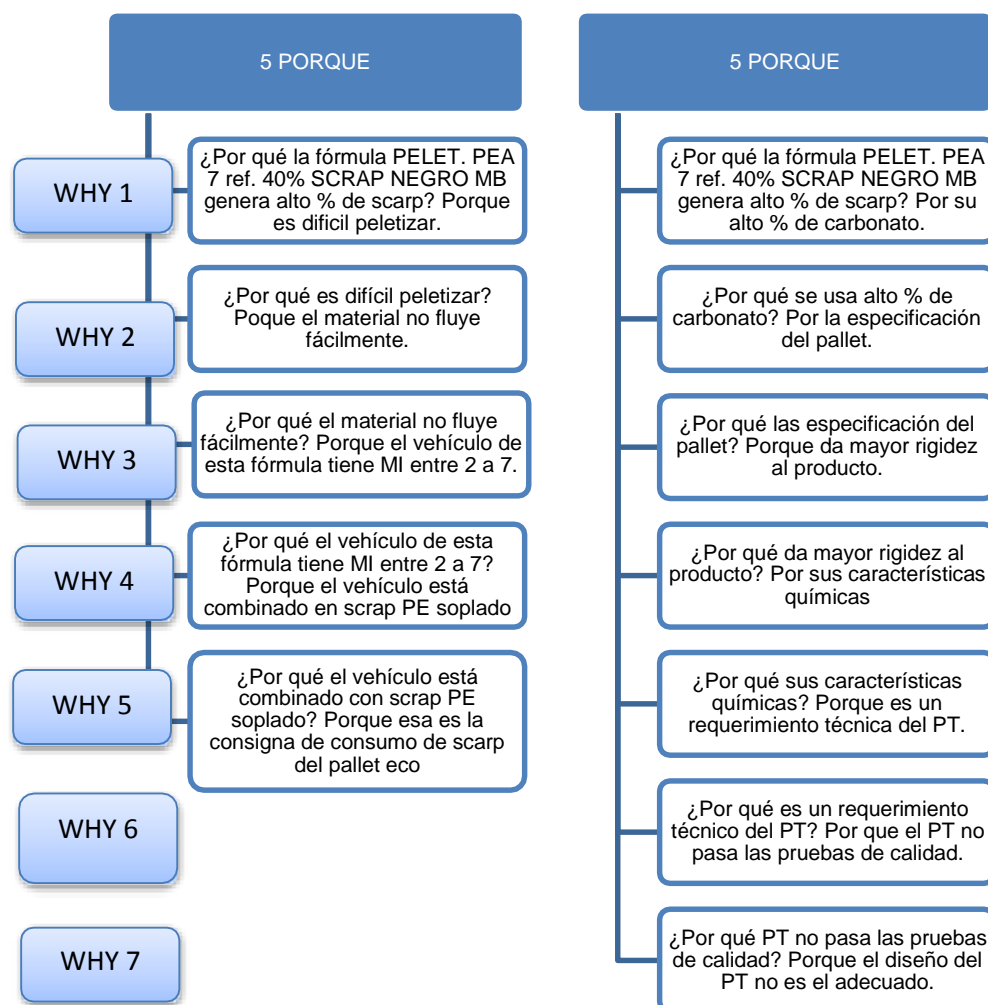 5 PORQUE
WHY 1
¿Por qué la fórmula PELET. PEA
7 ref. 40% SCRAP NEGRO MB
genera alto % de scarp? Porque
es dificil peletizar.
WHY 2
¿Por qué es difícil peletizar?
Poque el material no fluye
fácilmente.
WHY 3
¿Por qué el material no fluye
fácilmente? Porque el vehículo de
esta fórmula tiene MI entre 2 a 7.
WHY 4
¿Por qué el vehículo de esta
fórmula tiene MI entre 2 a 7?
Porque el vehículo está
combinado en scrap PE soplado
WHY 5
¿Por qué el vehículo está
combinado con scrap PE
soplado? Porque esa es la
consigna de consumo de scarp
del pallet eco
WHY 6
WHY 7
5 PORQUE
¿Por qué la fórmula PELET. PEA
7 ref. 40% SCRAP NEGRO MB
genera alto % de scarp? Por su
alto % de carbonato.
¿Por qué se usa alto % de
carbonato? Por la especificación
del pallet.
¿Por qué las especificación del
pallet? Porque da mayor rigidez
al producto.
¿Por qué da mayor rigidez al
producto? Por sus características
químicas
¿Por qué sus características
químicas? Porque es un
requerimiento técnica del PT.
¿Por qué es un requerimiento
técnico del PT? Por que el PT no
pasa las pruebas de calidad.
¿Por qué PT no pasa las pruebas
de calidad? Porque el diseño del
PT no es el adecuado.